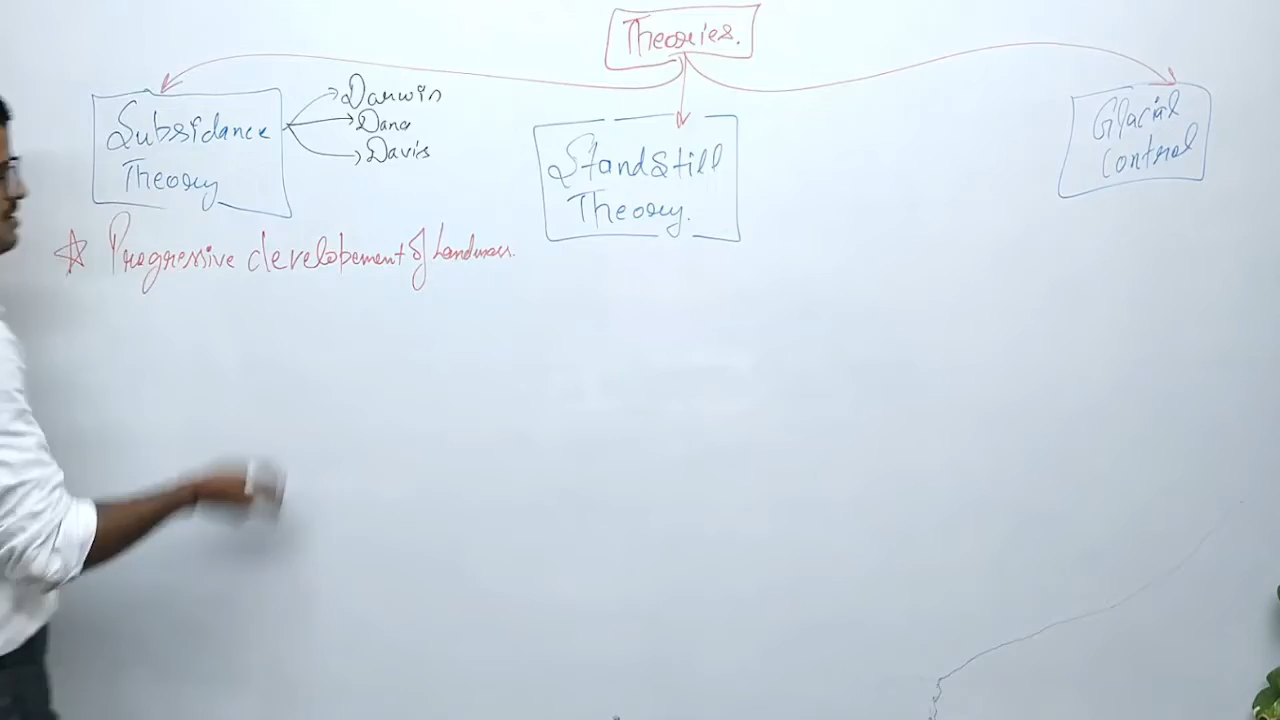 Theories.
Subsidance
Theory
Darwin
Dana
Davis
StandStill
Theory.
Glacial
Control
☆ Progressive developement of landmass.